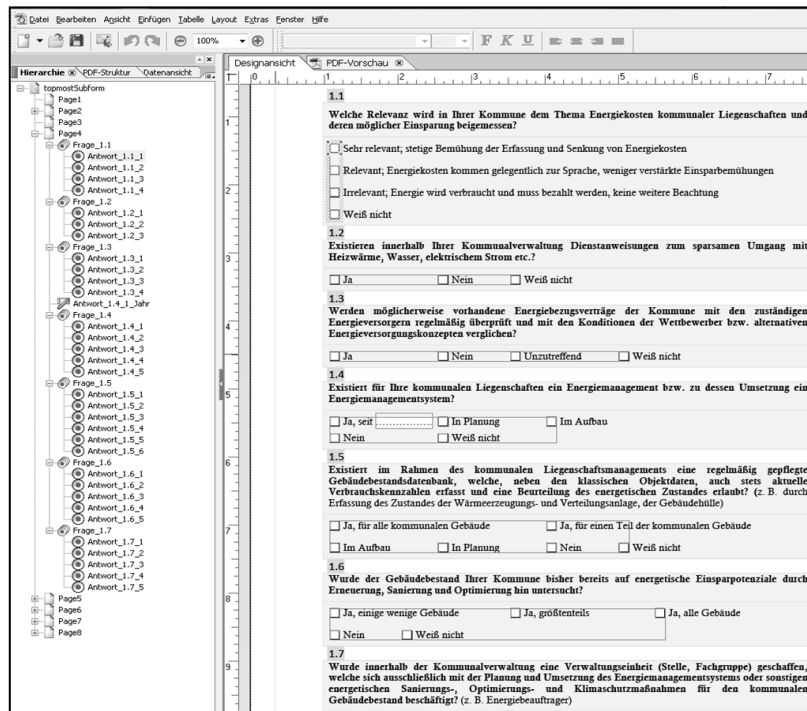 Datei Bearbeiten Ansicht Einfügen Tabelle Layout Extras Fenster Hilfe
100% F K U
Hierarchie PDF-Struktur Datenansicht
topmostSubform
Page1
Page2
Page3
Page4
Frage_1.1
Antwort_1.1_1
Antwort_1.1_2
Antwort_1.1_3
Antwort_1.1_4
Frage_1.2
Antwort_1.2_1
Antwort_1.2_2
Antwort_1.2_3
Frage_1.3
Antwort_1.3_1
Antwort_1.3_2
Antwort_1.3_3
Antwort_1.3_4
Antwort_1.4_1_Jahr
Frage_1.4
Antwort_1.4_1
Antwort_1.4_2
Antwort_1.4_3
Antwort_1.4_4
Antwort_1.4_5
Frage_1.5
Antwort_1.5_1
Antwort_1.5_2
Antwort_1.5_3
Antwort_1.5_4
Antwort_1.5_5
Antwort_1.5_6
Frage_1.6
Antwort_1.6_1
Antwort_1.6_2
Antwort_1.6_3
Antwort_1.6_4
Antwort_1.6_5
Frage_1.7
Antwort_1.7_1
Antwort_1.7_2
Antwort_1.7_3
Antwort_1.7_4
Antwort_1.7_5
Page5
Page6
Page7
Page8
Designansicht PDF-Vorschau
0 1 2 3 4 5 6 7
1
1
2
3
4
5
6
7
8
9
1.1
Welche Relevanz wird in Ihrer Kommune dem Thema Energiekosten kommunaler Liegenschaften und
deren möglicher Einsparung beigemessen?
Sehr relevant; stetige Bemühung der Erfassung und Senkung von Energiekosten
Relevant; Energiekosten kommen gelegentlich zur Sprache, weniger verstärkte Einsparbemühungen
Irrelevant; Energie wird verbraucht und muss bezahlt werden, keine weitere Beachtung
Weiß nicht
1.2
Existieren innerhalb Ihrer Kommunalverwaltung Dienstanweisungen zum sparsamen Umgang mit
Heizwärme, Wasser, elektrischem Strom etc.?
Ja Nein Weiß nicht
1.3
Werden möglicherweise vorhandene Energiebezugsverträge der Kommune mit den zuständigen
Energieversorgern regelmäßig überprüft und mit den Konditionen der Wettbewerber bzw. alternativen
Energieversorgungskonzepten verglichen?
Ja Nein Unzutreffend Weiß nicht
1.4
Existiert für Ihre kommunalen Liegenschaften ein Energiemanagement bzw. zu dessen Umsetzung ein
Energiemanagementsystem?
Ja, seit .................. In Planung Im Aufbau
Nein Weiß nicht
1.5
Existiert im Rahmen des kommunalen Liegenschaftsmanagements eine regelmäßig gepflegte
Gebäudebestandsdatenbank, welche, neben den klassischen Objektdaten, auch stets aktuelle
Verbrauchskennzahlen erfasst und eine Beurteilung des energetischen Zustandes erlaubt? (z. B. durch
Erfassung des Zustandes der Wärmeerzeugungs- und Verteilungsanlage, der Gebäudehülle)
Ja, für alle kommunalen Gebäude Ja, für einen Teil der kommunalen Gebäude
Im Aufbau In Planung Nein Weiß nicht
1.6
Wurde der Gebäudebestand Ihrer Kommune bisher bereits auf energetische Einsparpotenziale durch
Erneuerung, Sanierung und Optimierung hin untersucht?
Ja, einige wenige Gebäude Ja, größtenteils Ja, alle Gebäude
Nein Weiß nicht
1.7
Wurde innerhalb der Kommunalverwaltung eine Verwaltungseinheit (Stelle, Fachgruppe) geschaffen,
welche sich ausschließlich mit der Planung und Umsetzung des Energiemanagementsystems oder sonstigen
energetischen Sanierungs-, Optimierungs- und Klimaschutzmaßnahmen für den kommunalen
Gebäudebestand beschäftigt? (z. B. Energiebeauftrager)